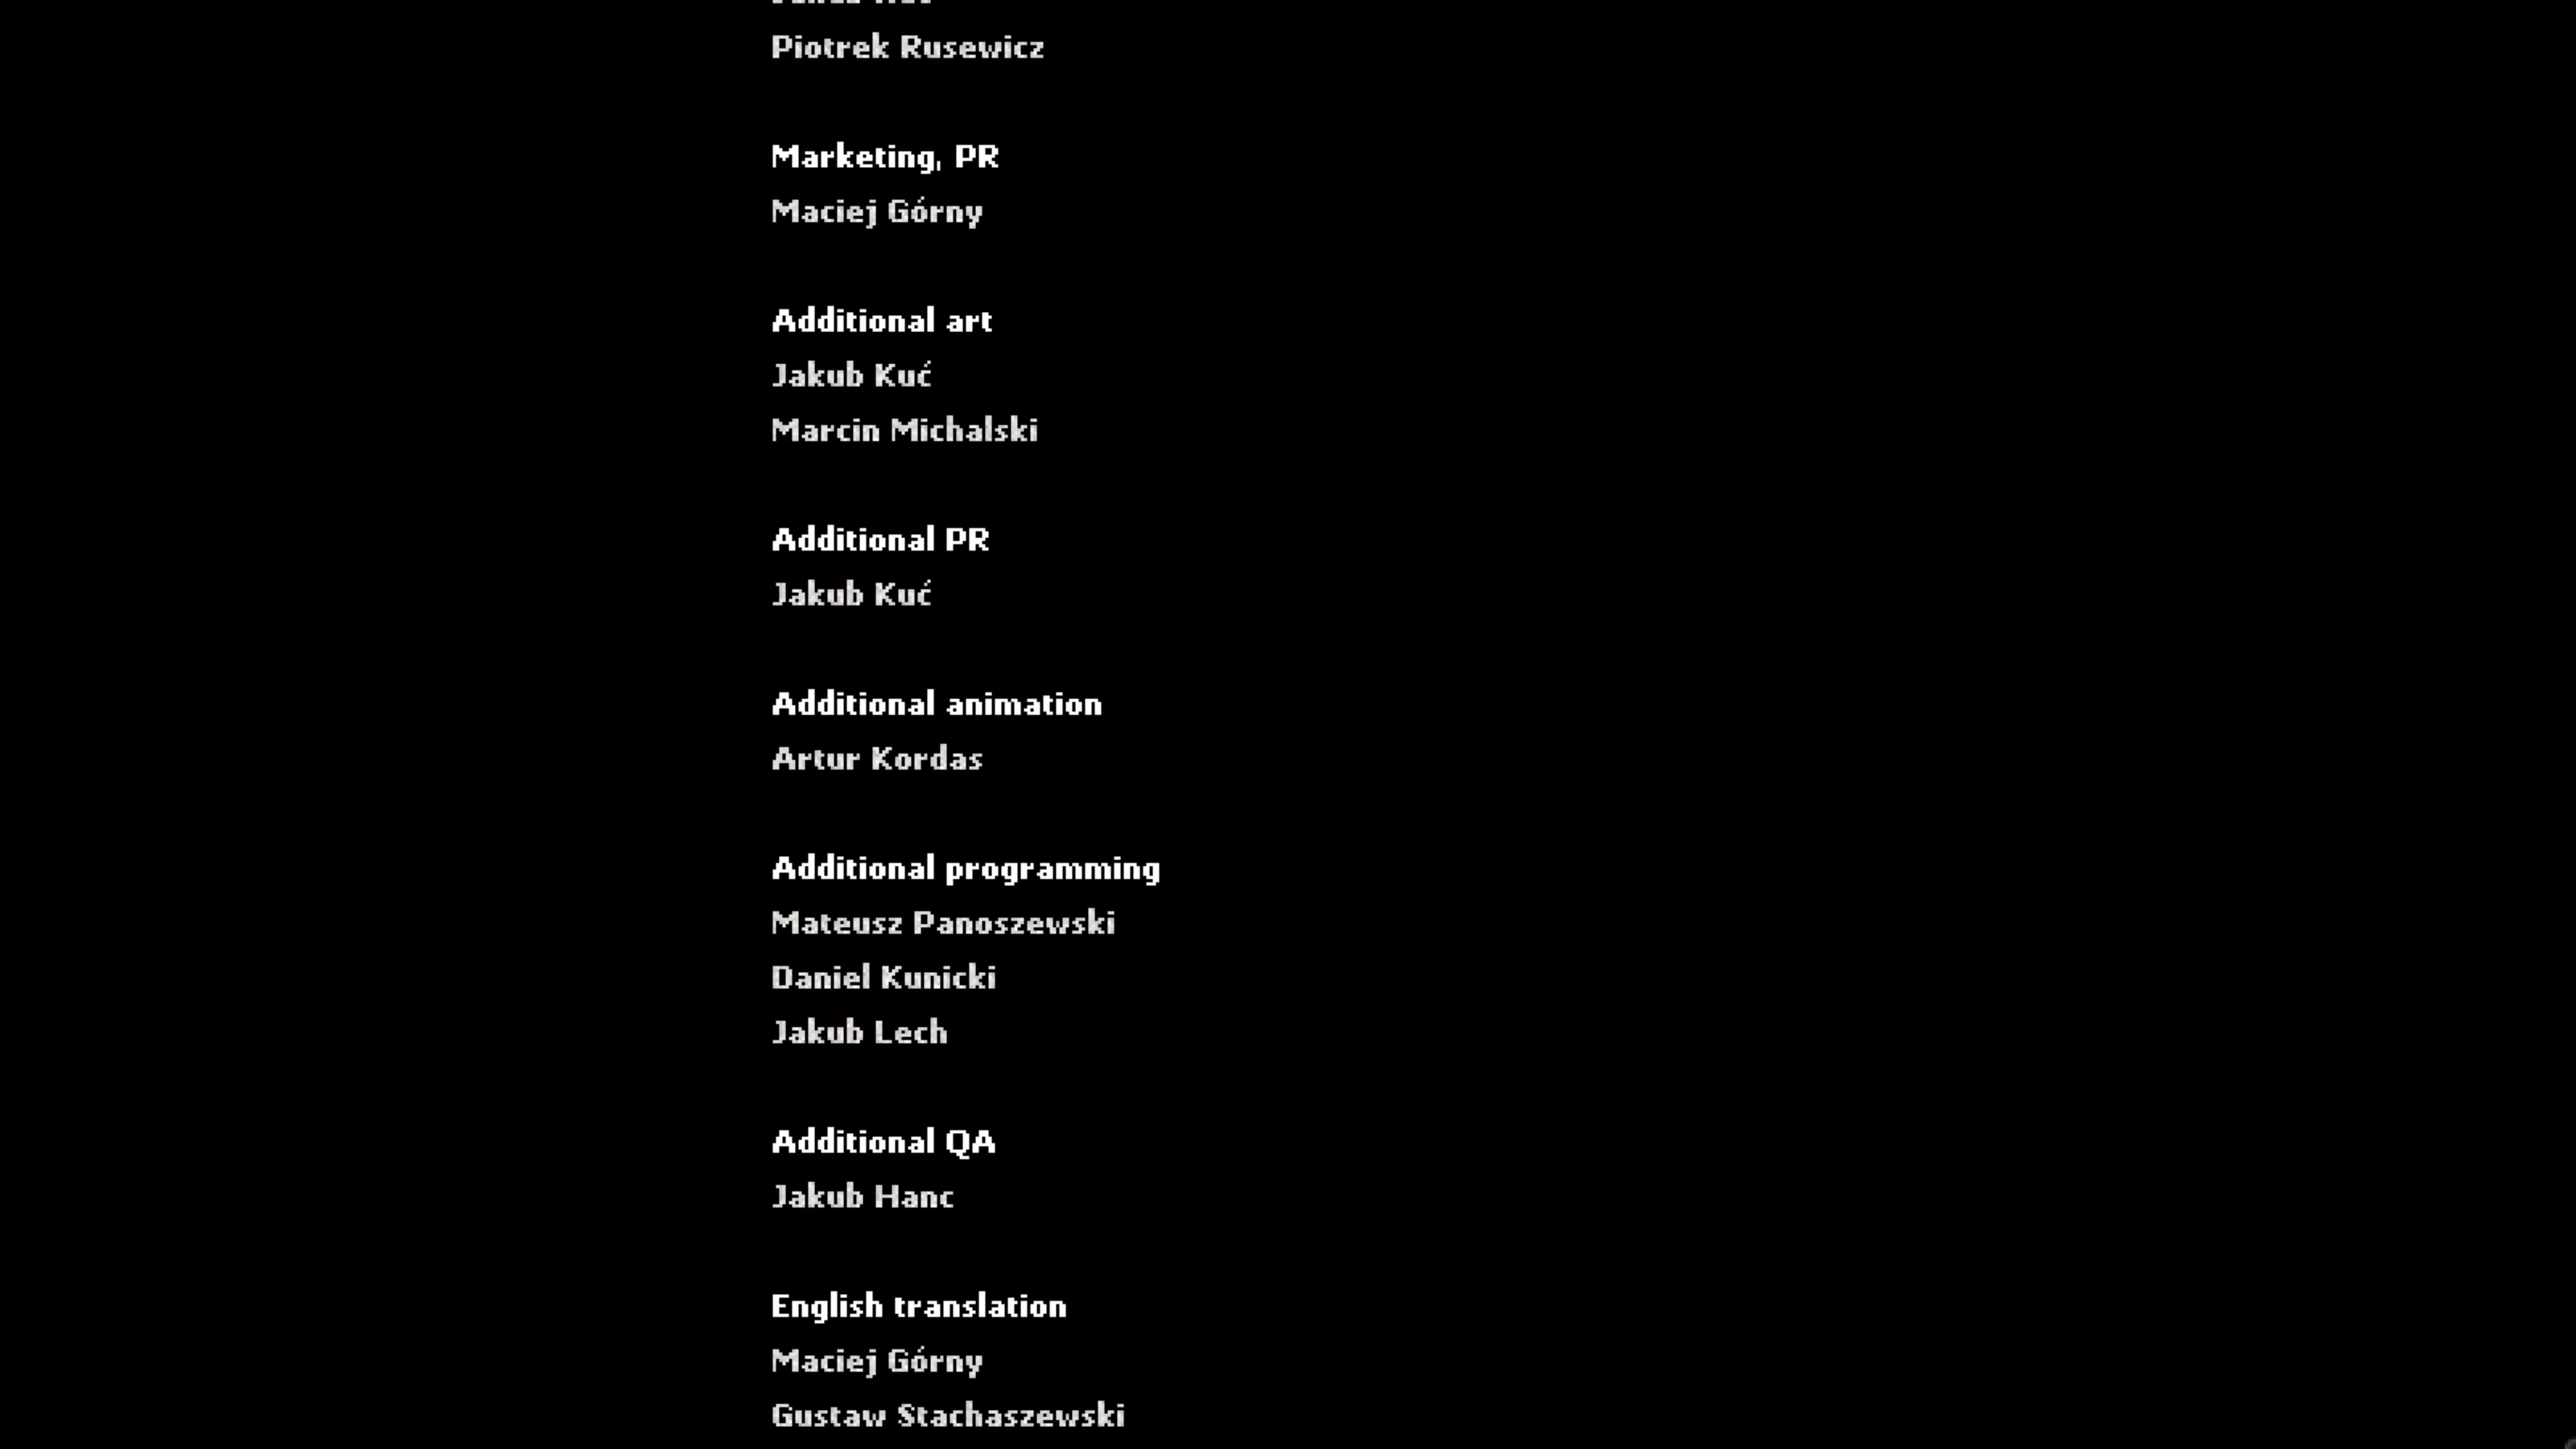 Piotrek Rusewicz
Marketing, PR
Maciej Górny
Additional art
Jakub Kuć
Marcin Michalski
Additional PR
Jakub Kuć
Additional animation
Artur Kordas
Additional programming
Mateusz Panoszewski
Daniel Kunicki
Jakub Lech
Additional QA
Jakub Hanc
English translation
Maciej Górny
Gustaw Stachaszewski